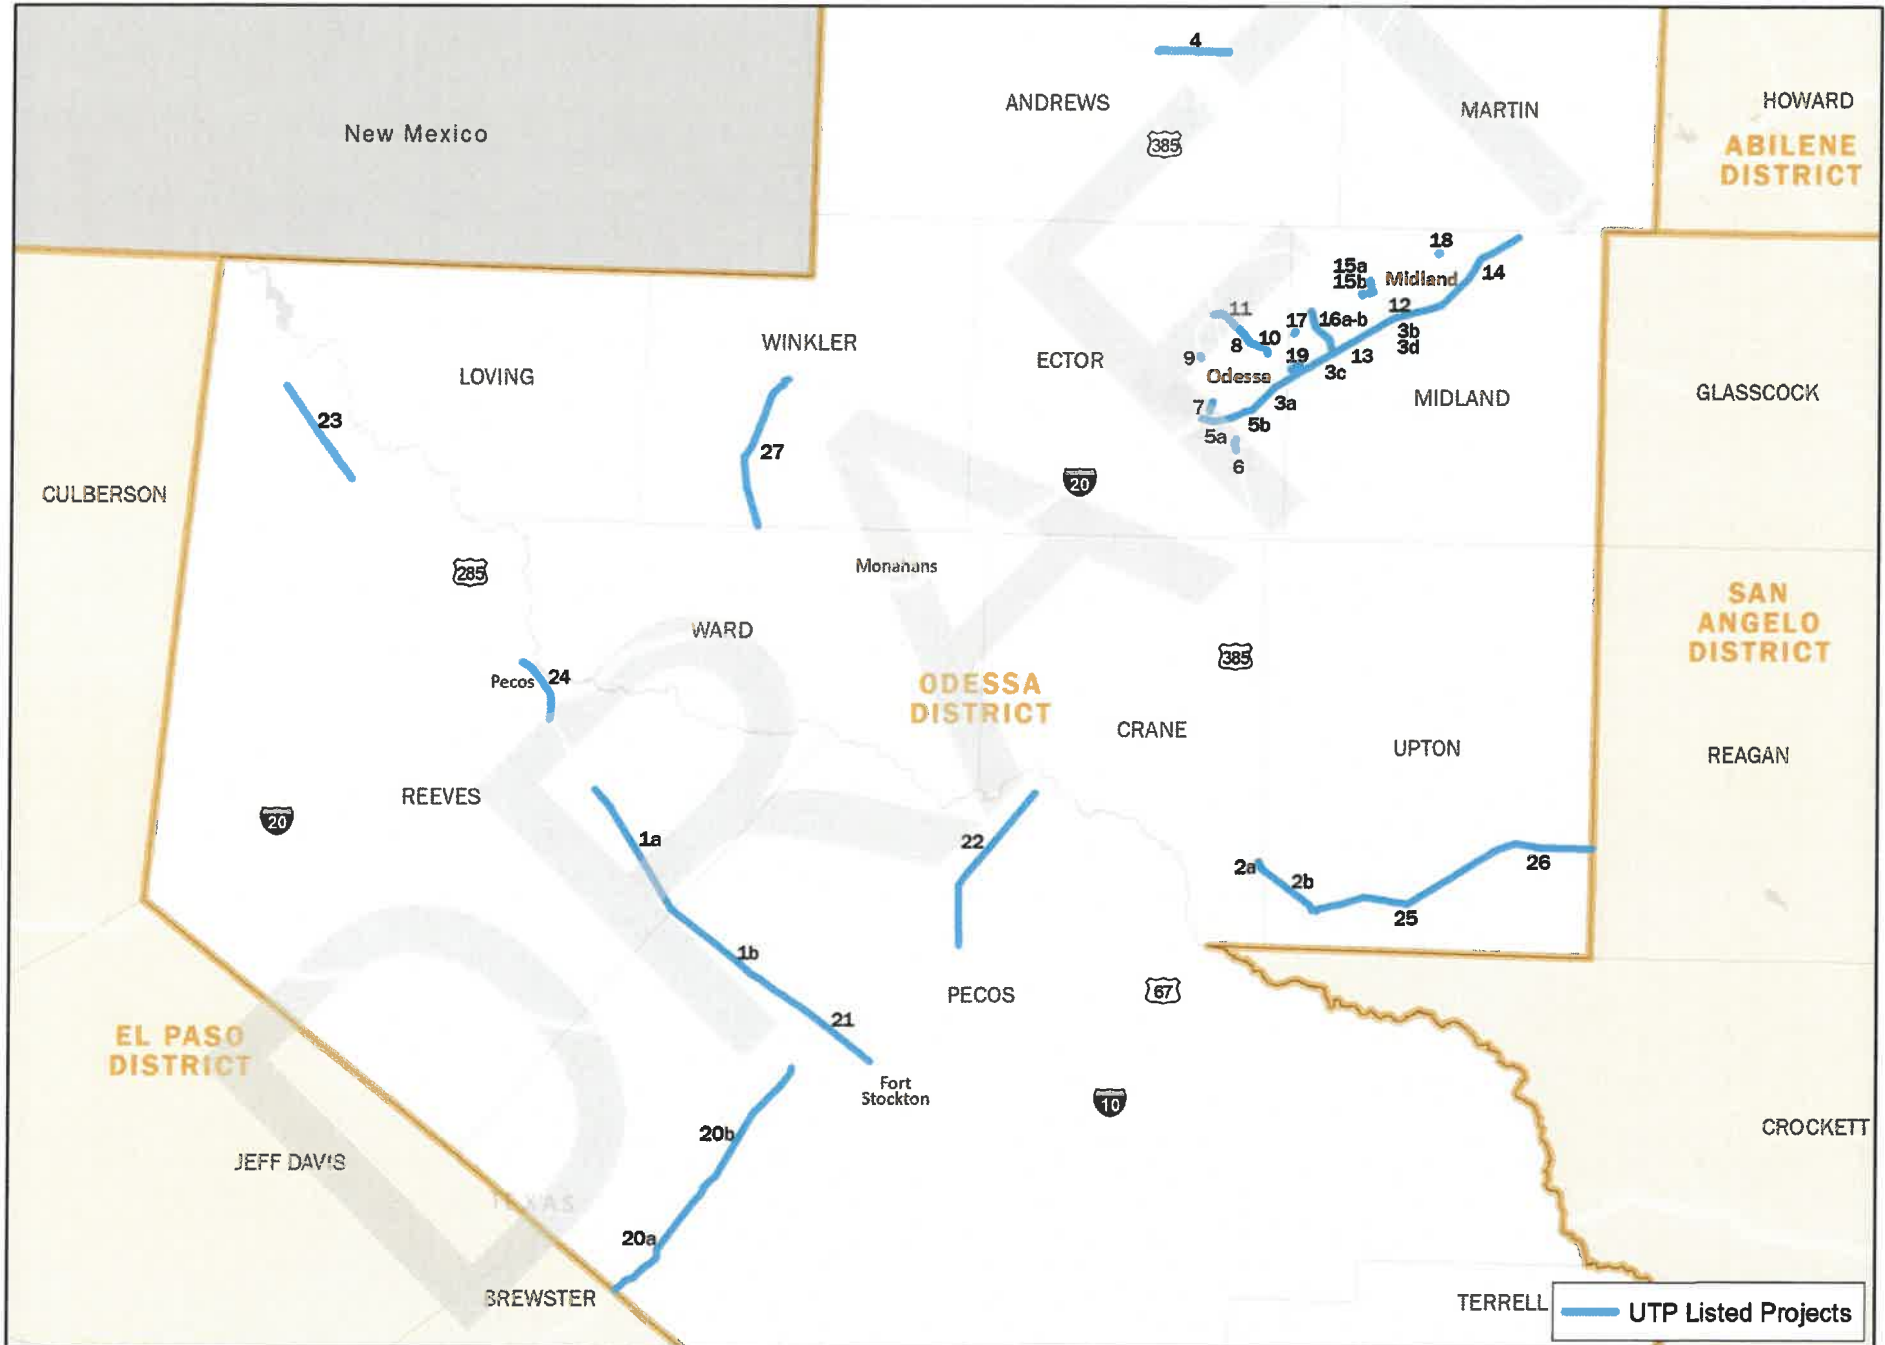 4
ANDREWS
MARTIN
HOWARD
New Mexico
385
ABILENE
DISTRICT
18
15a
15b
Midland
14
11
17
16a-b
12
3b
3d
WINKLER
8
10
9
ECTOR
19
13
Odessa
3c
LOVING
7
3a
MIDLAND
GLASSCOCK
23
5b
5a
27
6
20
CULBERSON
285
Monahans
SAN
ANGELO
DISTRICT
WARD
385
Pecos
24
ODESSA
DISTRICT
CRANE
UPTON
REAGAN
REEVES
20
1a
22
2a
2b
26
25
1b
PECOS
67
21
EL PASO
DISTRICT
Fort
Stockton
10
20b
CROCKETT
JEFF DAVIS
TEXAS
20a
BREWSTER
TERRELL
UTP Listed Projects
DRAFT